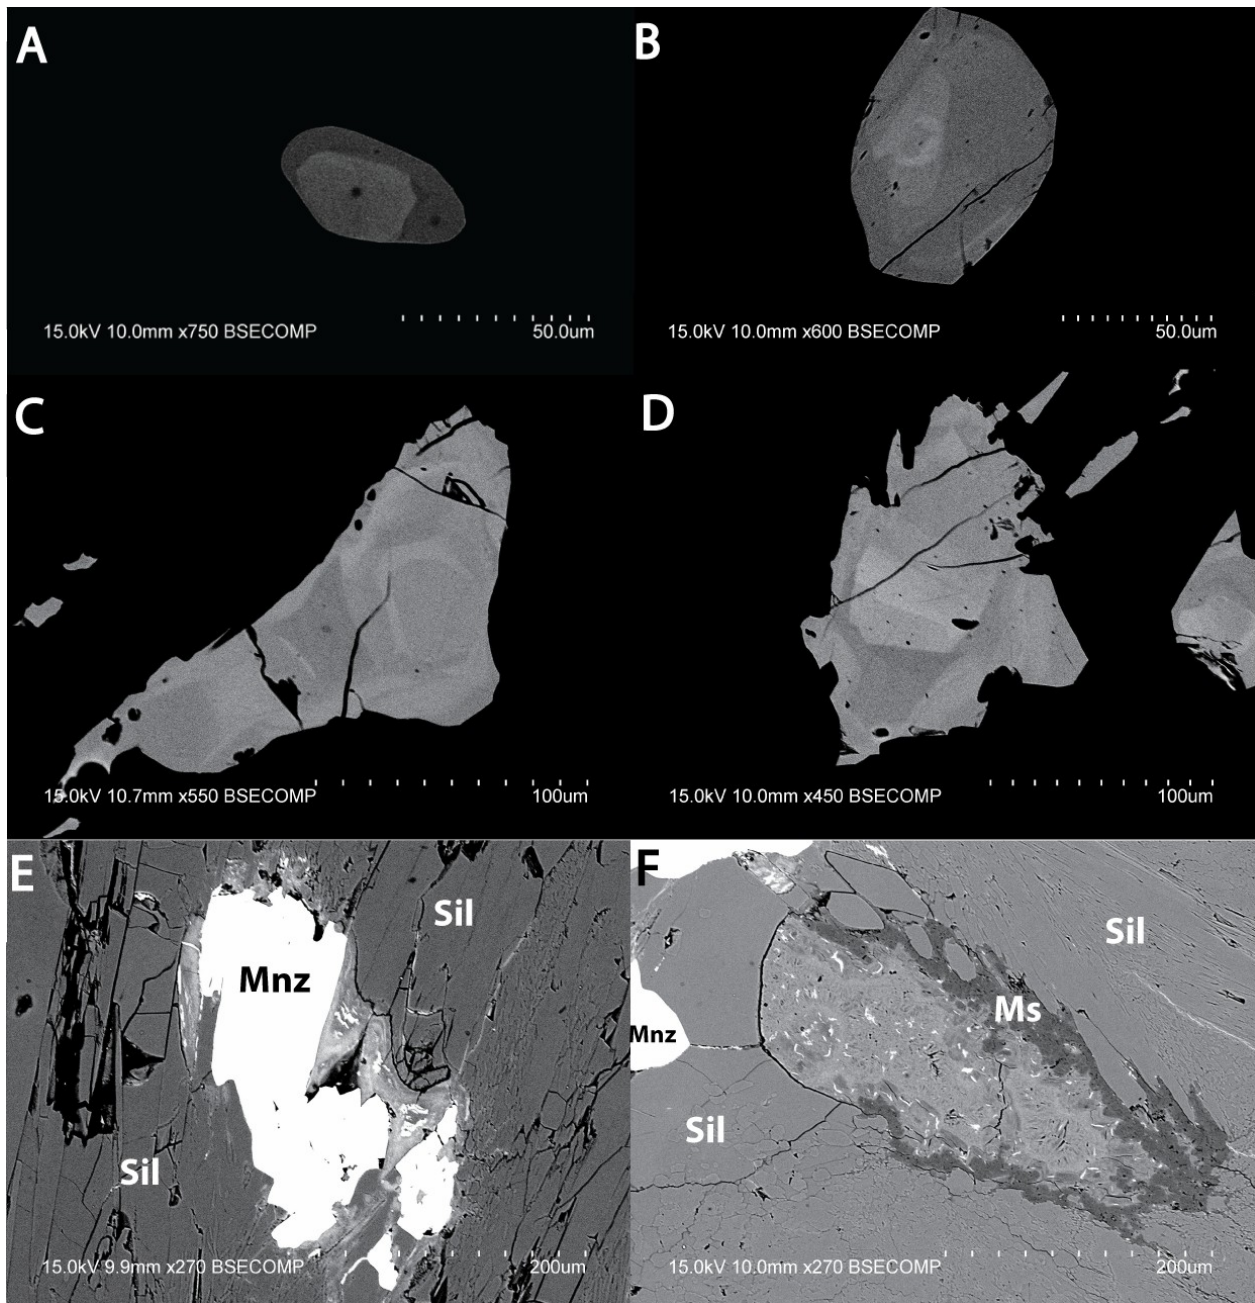 A
15.0kV 10.0mm x750 BSECOMP
50.0um
B
15.0kV 10.0mm x600 BSECOMP
50.0um
C
15.0kV 10.7mm x550 BSECOMP
100um
D
15.0kV 10.0mm x450 BSECOMP
100um
E
Sil
Mnz
Sil
15.0kV 9.9mm x270 BSECOMP
200um
F
Sil
Ms
Mnz
Sil
15.0kV 10.0mm x270 BSECOMP
200um